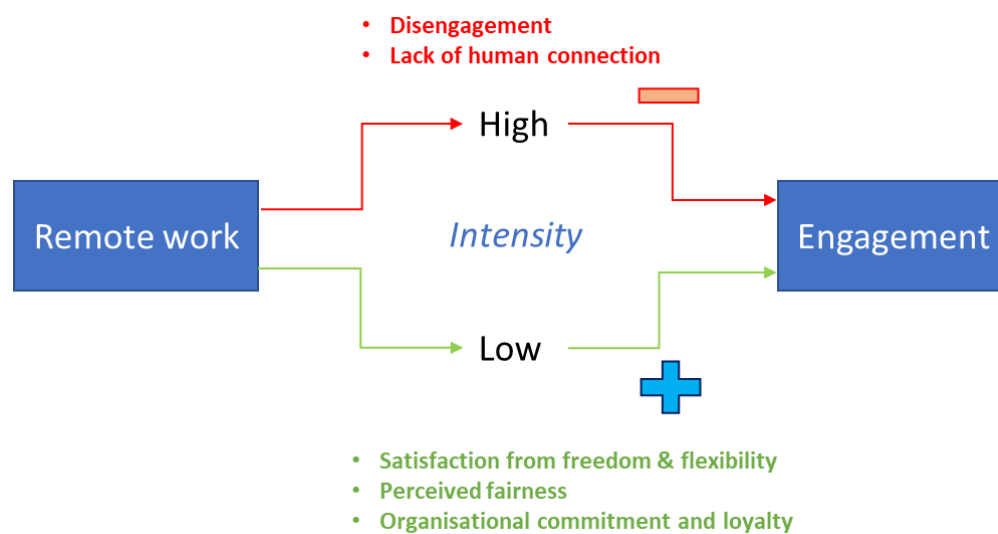 • Disengagement
• Lack of human connection
High
Remote work
Intensity
Engagement
Low
• Satisfaction from freedom & flexibility
• Perceived fairness
• Organisational commitment and loyalty